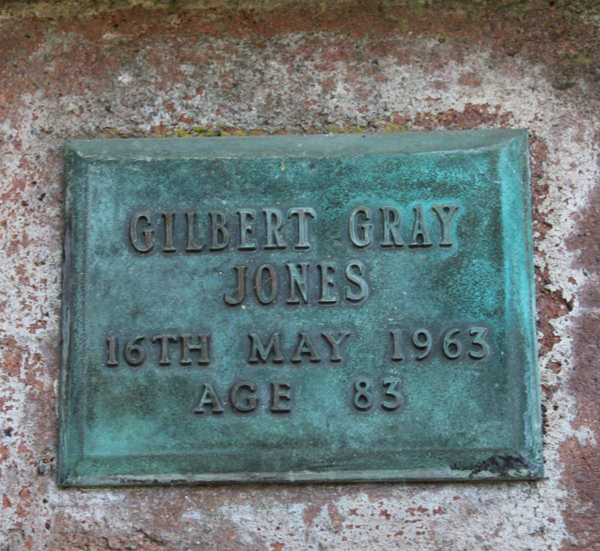 GILBERT GRAY
JONES
16TH MAY 1963
AGE 83